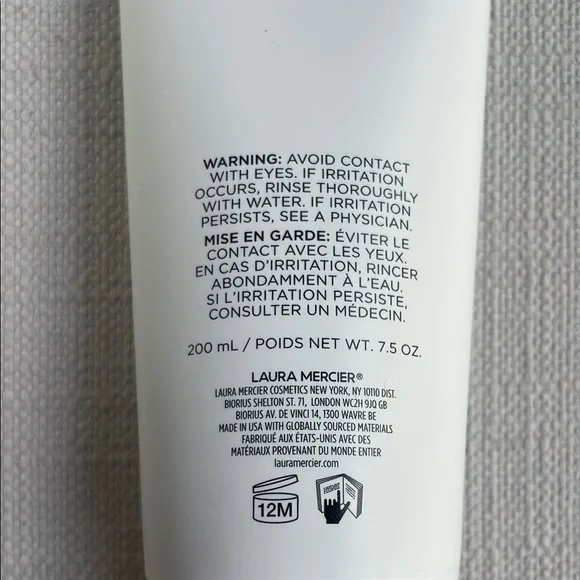 WARNING: AVOID CONTACT
WITH EYES. IF IRRITATION
OCCURS, RINSE THOROUGHLY
WITH WATER. IF IRRITATION
PERSISTS, SEE A PHYSICIAN.
MISE EN GARDE: ÉVITER LE
CONTACT AVEC LES YEUX.
EN CAS D'IRRITATION, RINCER
ABONDAMMENT À L'EAU.
SI L'IRRITATION PERSISTE,
CONSULTER UN MÉDECIN.
200 mL / POIDS NET WT. 7.5 OZ.
LAURA MERCIER®
LAURA MERCIER COSMETICS NEW YORK, NY 10110 DIST.
BIORIUS SHELTON ST. 71, LONDON WC2H 9JQ GB
BIORIUS AV. DE VINCI 14, 1300 WAVRE BE
MADE IN USA WITH GLOBALLY SOURCED MATERIALS
FABRIQUÉ AUX ÉTATS-UNIS AVEC DES
MATÉRIAUX PROVENANT DU MONDE ENTIER
lauramercier.com
12M